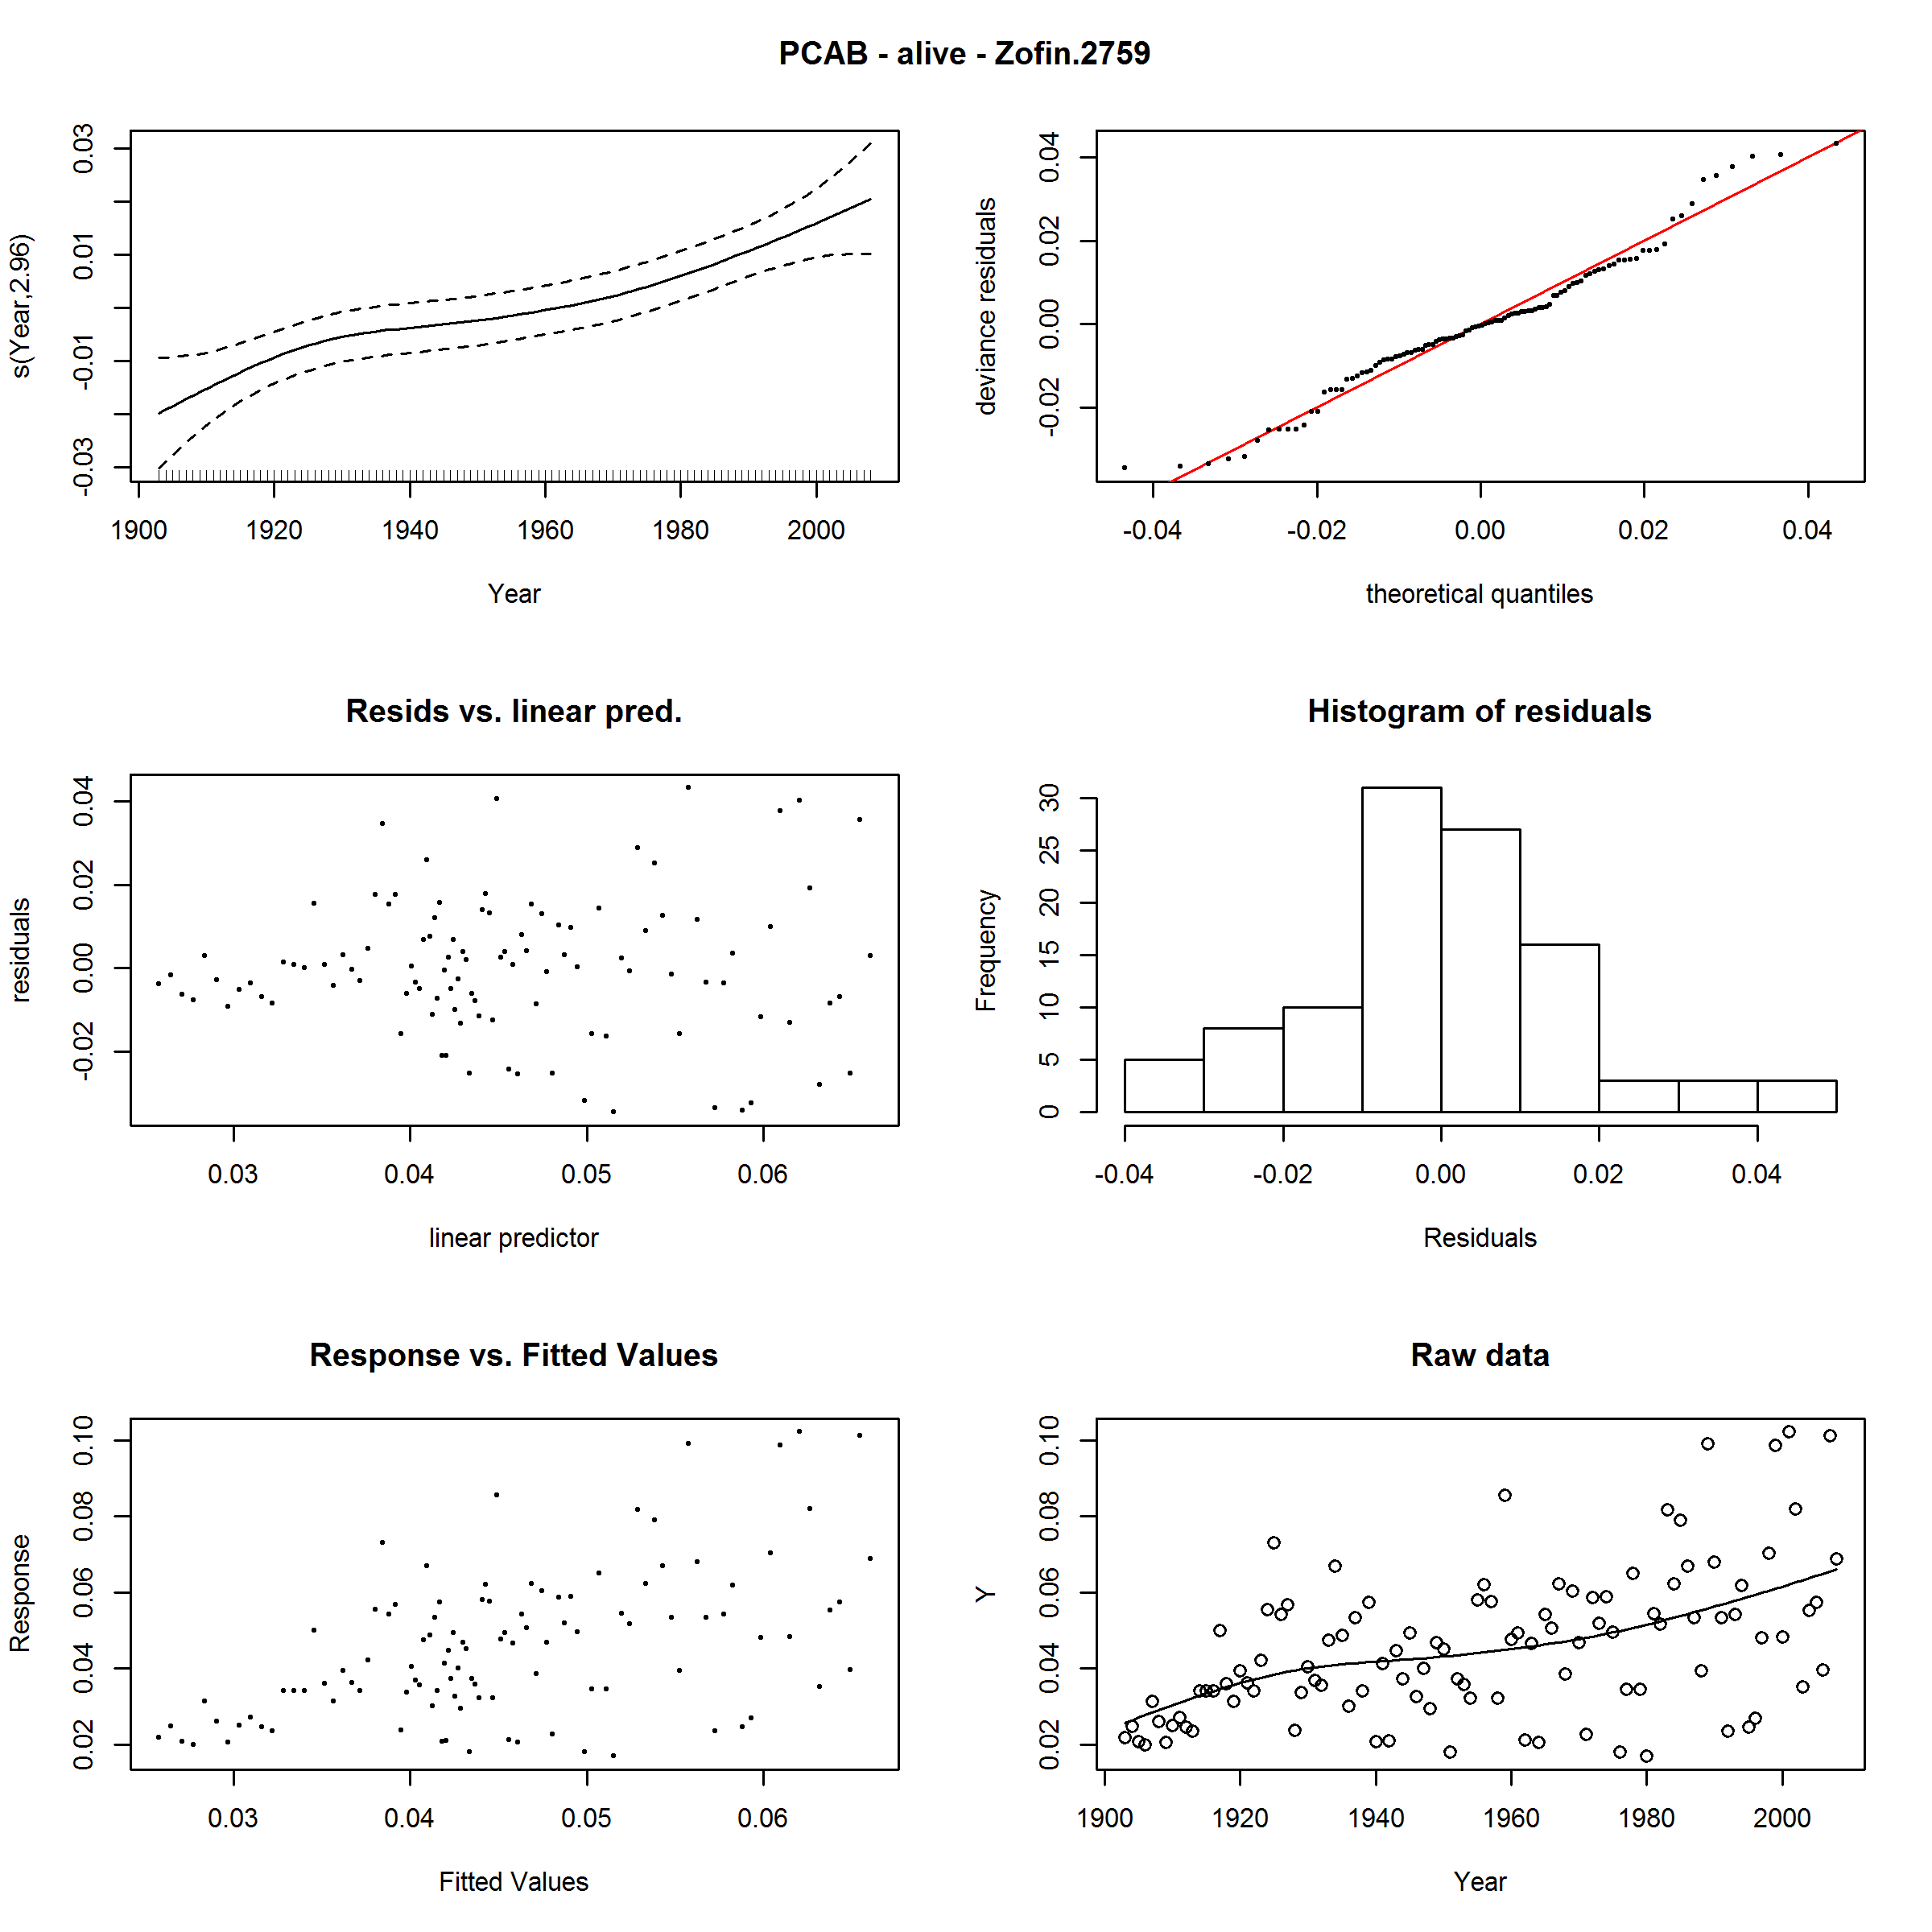 PCAB - alive - Zofin.2759
s(Year,2.96)
-0.03 -0.01 0.01 0.03
1900 1920 1940 1960 1980 2000
Year
deviance residuals
-0.02 0.00 0.02 0.04
-0.04 -0.02 0.00 0.02 0.04
theoretical quantiles
Resids vs. linear pred.
residuals
-0.02 0.00 0.02 0.04
0.03 0.04 0.05 0.06
linear predictor
Histogram of residuals
Frequency
0 5 10 15 20 25 30
-0.04 -0.02 0.00 0.02 0.04
Residuals
Response vs. Fitted Values
Response
0.02 0.04 0.06 0.08 0.10
0.03 0.04 0.05 0.06
Fitted Values
Raw data
Y
0.02 0.04 0.06 0.08 0.10
1900 1920 1940 1960 1980 2000
Year